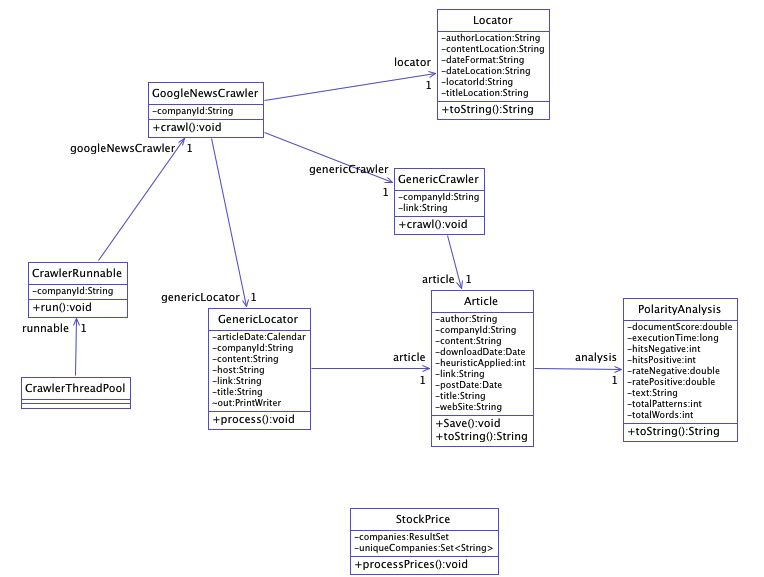 Locator
-authorLocation:String
-contentLocation:String
-dateFormat:String
-dateLocation:String
-locatorId:String
-titleLocation:String
+toString():String
locator
1
GoogleNewsCrawler
-companyId:String
+crawl():void
googleNewsCrawler
1
genericCrawler
1
GenericCrawler
-companyId:String
-link:String
+crawl():void
CrawlerRunnable
-companyId:String
+run():void
runnable
1
CrawlerThreadPool
genericLocator
1
GenericLocator
-articleDate:Calendar
-companyId:String
-content:String
-host:String
-link:String
-title:String
~out:PrintWriter
+process():void
article
1
article
1
Article
-author:String
-companyId:String
-content:String
-downloadDate:Date
-heuristicApplied:int
-link:String
-postDate:Date
-title:String
-webSite:String
+Save():void
+toString():String
analysis
1
PolarityAnalysis
-documentScore:double
-executionTime:long
-hitsNegative:int
-hitsPositive:int
-rateNegative:double
-ratePositive:double
-text:String
-totalPatterns:int
-totalWords:int
+toString():String
StockPrice
-companies:ResultSet
-uniqueCompanies:Set<String>
+processPrices():void